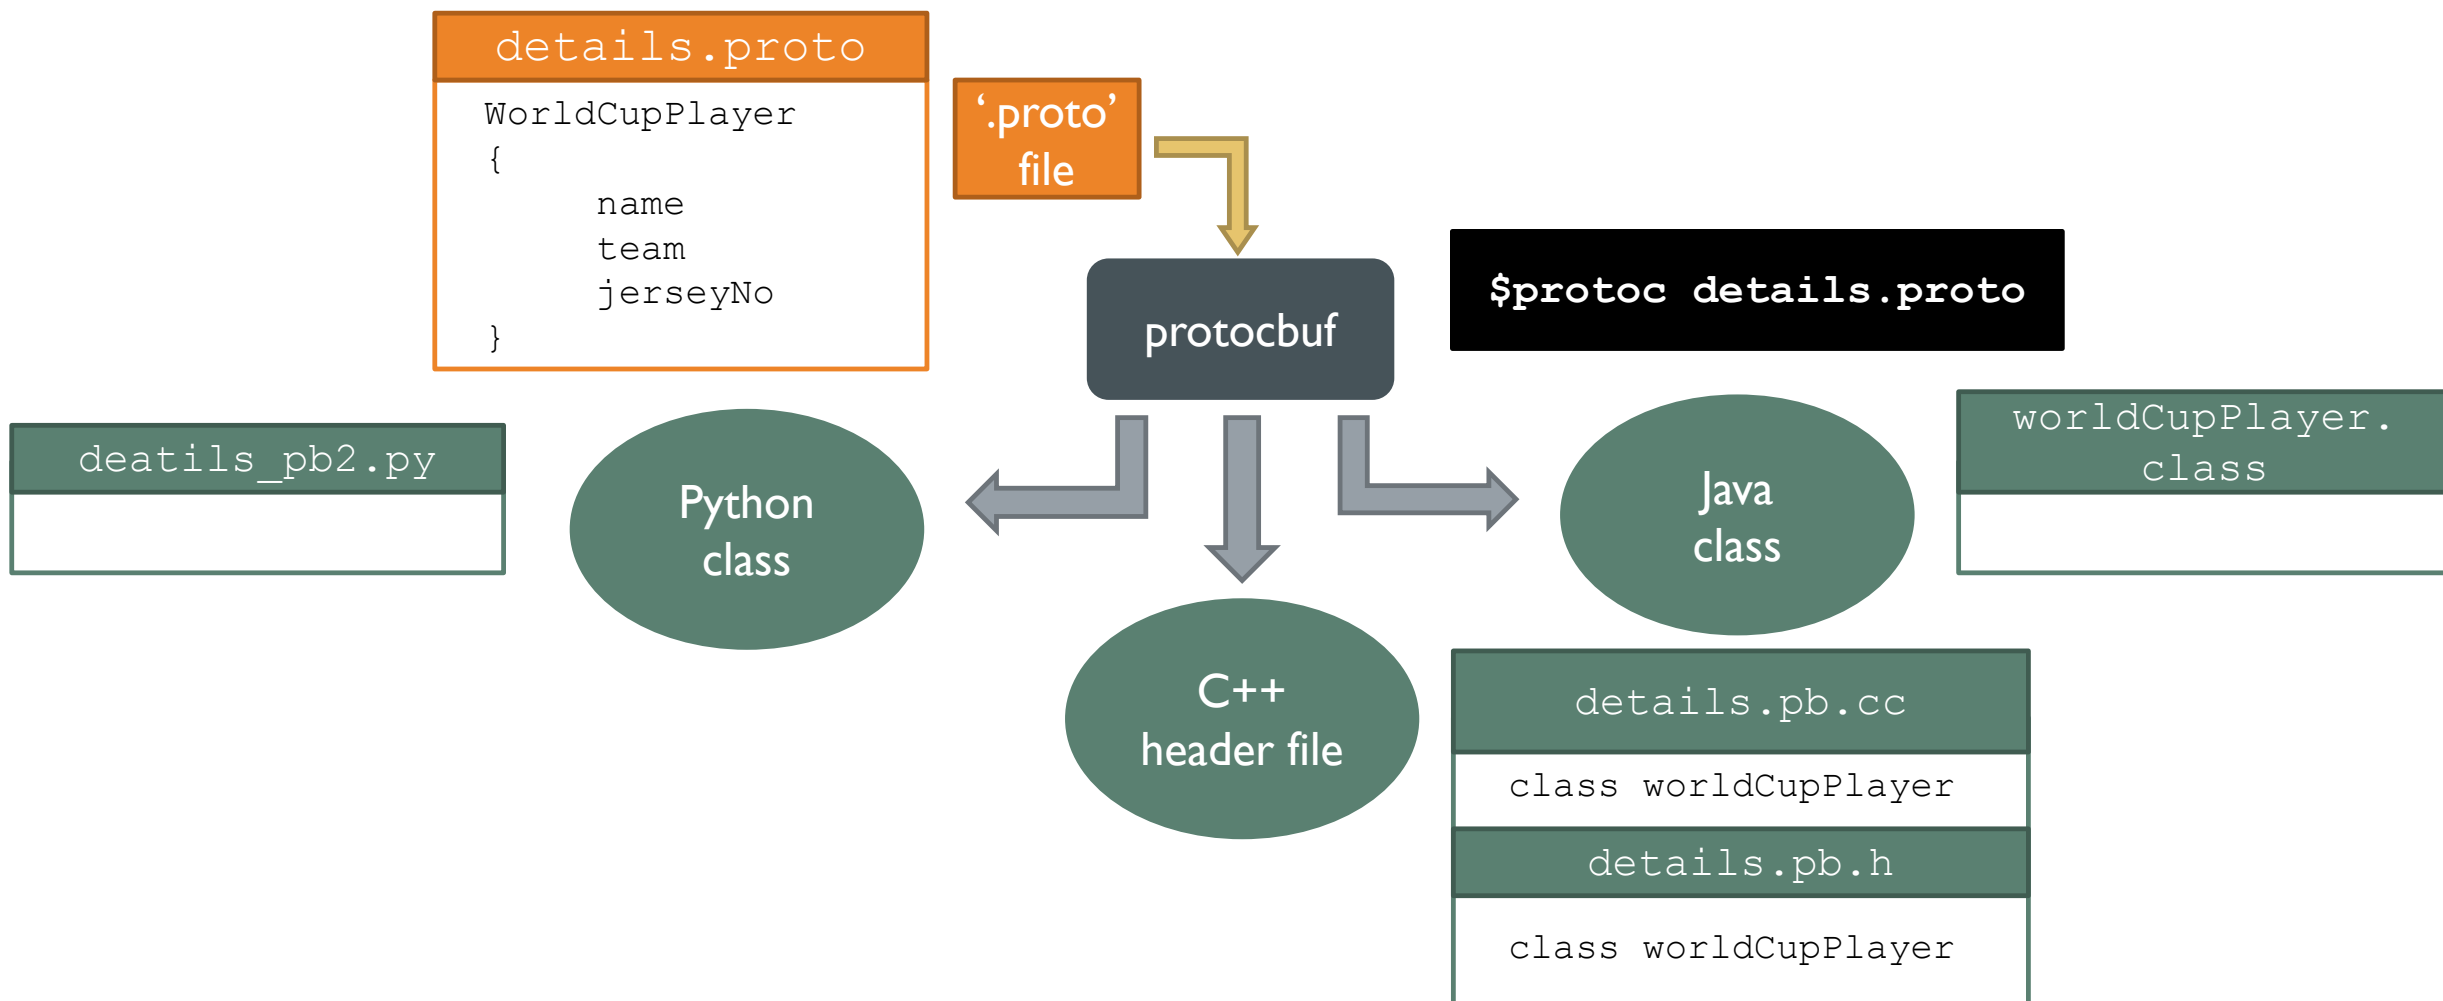 details.proto
WorldCupPlayer
{
name
team
jerseyNo
}
‘.proto’
file
protocbuf
$protoc details.proto
deatils_pb2.py
Python
class
C++
header file
Java
class
worldCupPlayer.
class
details.pb.cc
class worldCupPlayer
details.pb.h
class worldCupPlayer